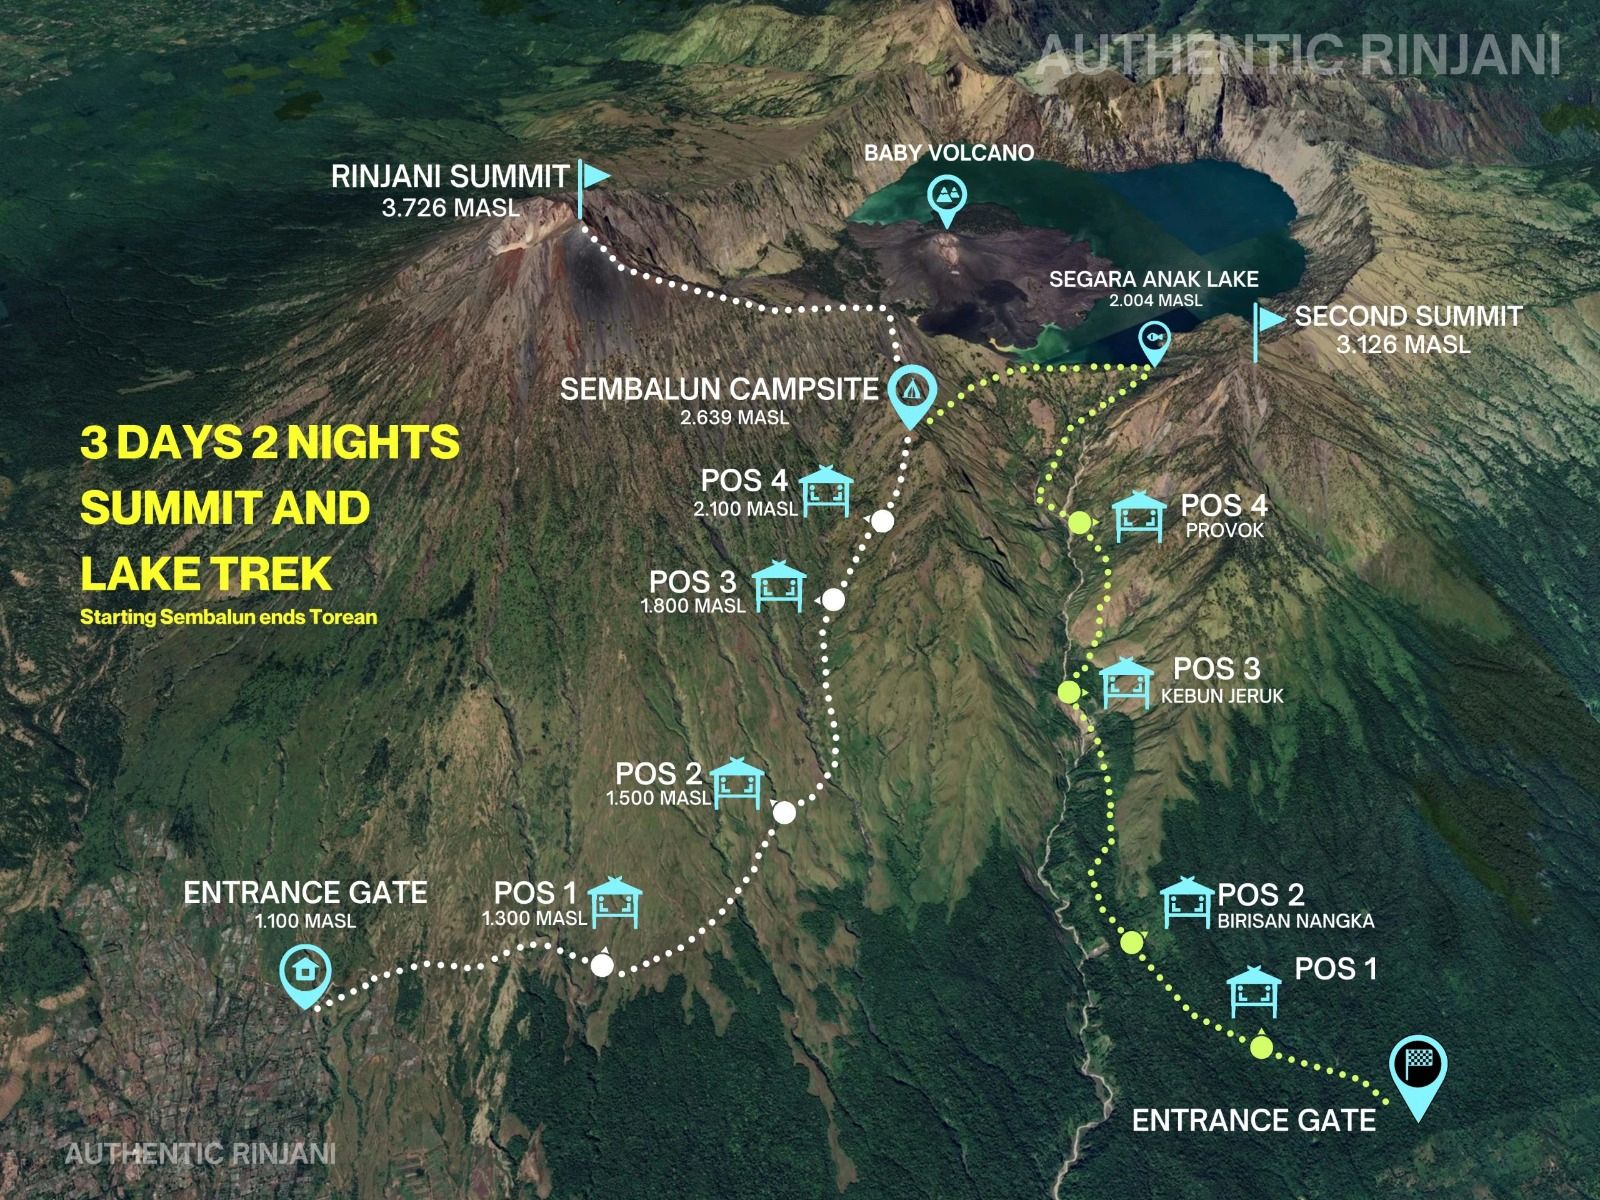 AUTHENTIC RINJANI
BABY VOLCANO
RINJANI SUMMIT
3.726 MASL
SEGARA ANAK LAKE
2.004 MASL
SECOND SUMMIT
3.126 MASL
SEMBALUN CAMPSITE
2.639 MASL
3 DAYS 2 NIGHTS
SUMMIT AND
LAKE TREK
Starting Sembalun ends Torean
POS 4
2.100 MASL
POS 4
PROVOK
POS 3
1.800 MASL
POS 3
KEBUN JERUK
POS 2
1.500 MASL
ENTRANCE GATE
1.100 MASL
POS 1
1.300 MASL
POS 2
BIRISAN NANGKA
POS 1
ENTRANCE GATE
AUTHENTIC RINJANI